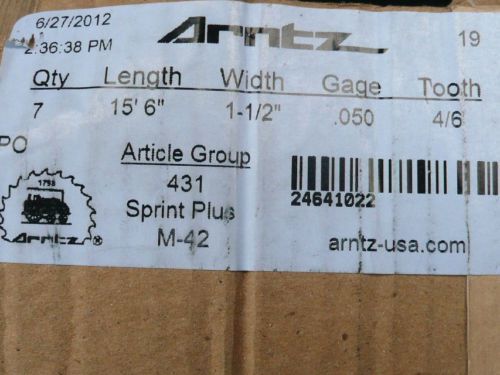 6/27/2012
2:36:38 PM
Arntz
19
Qty Length Width Gage Tooth
7 15' 6" 1-1/2" .050 4/6
PO
Article Group
431
Sprint Plus
M-42
1793
Arntz ®
24641022
arntz-usa.com